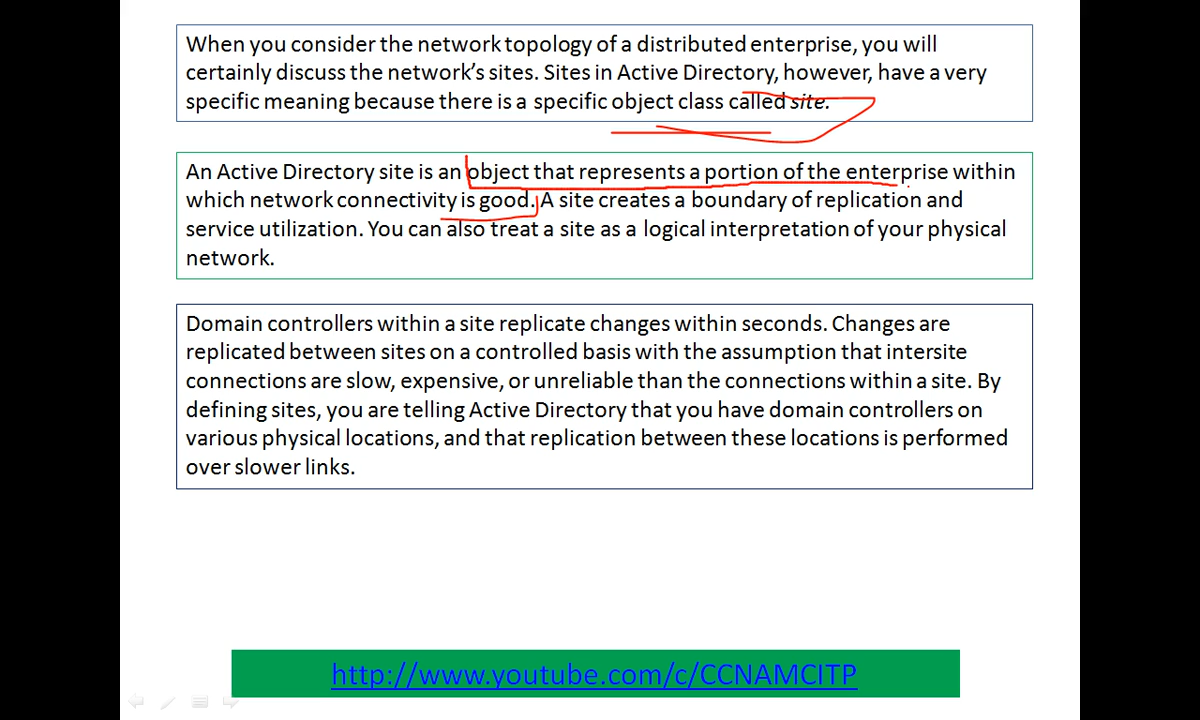 When you consider the network topology of a distributed enterprise, you will
certainly discuss the network’s sites. Sites in Active Directory, however, have a very
specific meaning because there is a specific object class called site.
An Active Directory site is an object that represents a portion of the enterprise within
which network connectivity is good. A site creates a boundary of replication and
service utilization. You can also treat a site as a logical interpretation of your physical
network.
Domain controllers within a site replicate changes within seconds. Changes are
replicated between sites on a controlled basis with the assumption that intersite
connections are slow, expensive, or unreliable than the connections within a site. By
defining sites, you are telling Active Directory that you have domain controllers on
various physical locations, and that replication between these locations is performed
over slower links.
http://www.youtube.com/c/CCNAMCITP